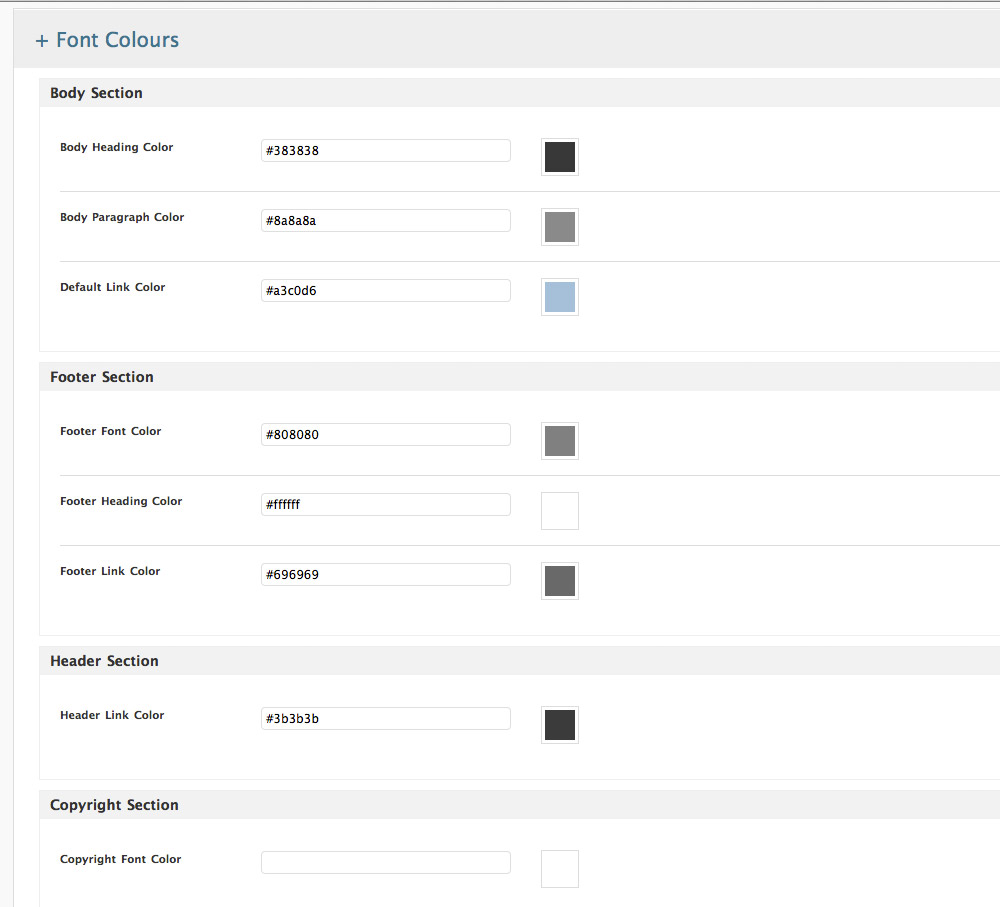 + Font Colours
Body Section
Body Heading Color #383838
Body Paragraph Color #8a8a8a
Default Link Color #a3c0d6
Footer Section
Footer Font Color #808080
Footer Heading Color #ffffff
Footer Link Color #696969
Header Section
Header Link Color #3b3b3b
Copyright Section
Copyright Font Color